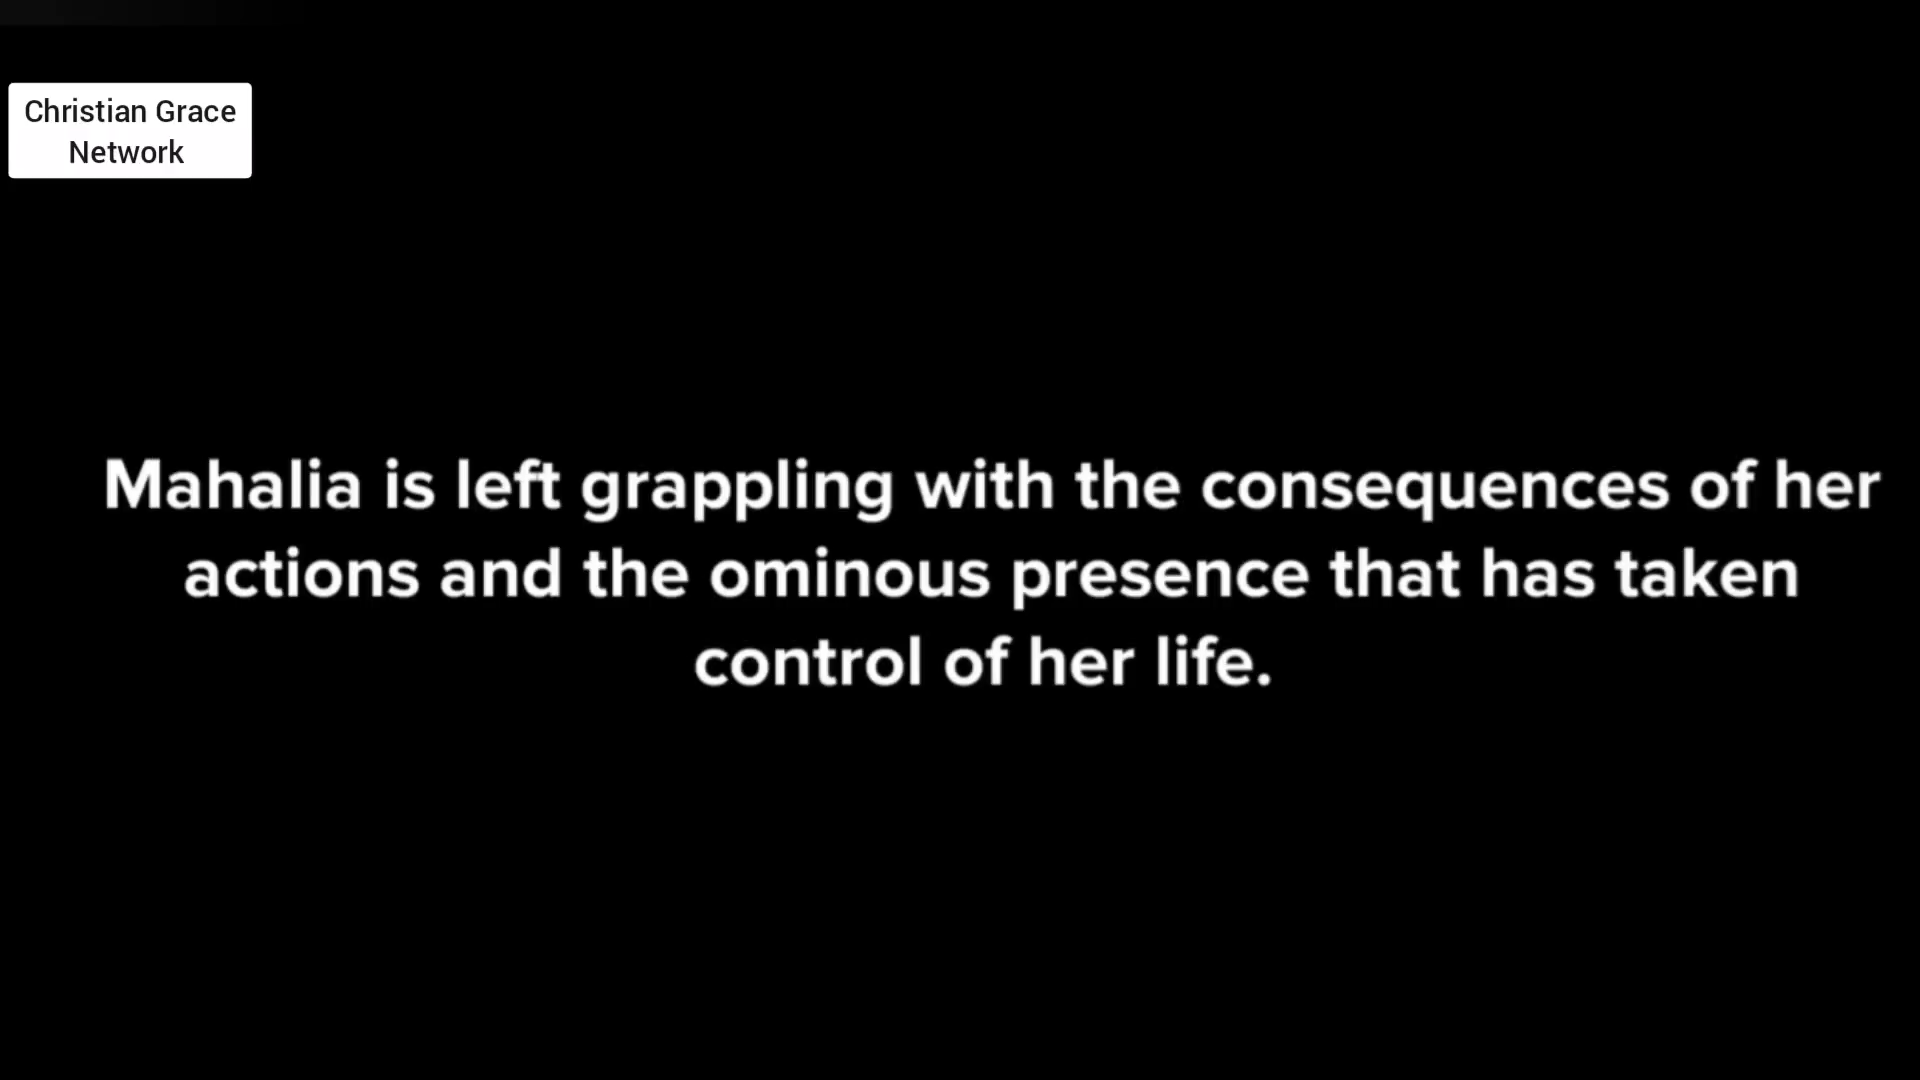 Christian Grace
Network
Mahalia is left grappling with the consequences of her
actions and the ominous presence that has taken
control of her life.